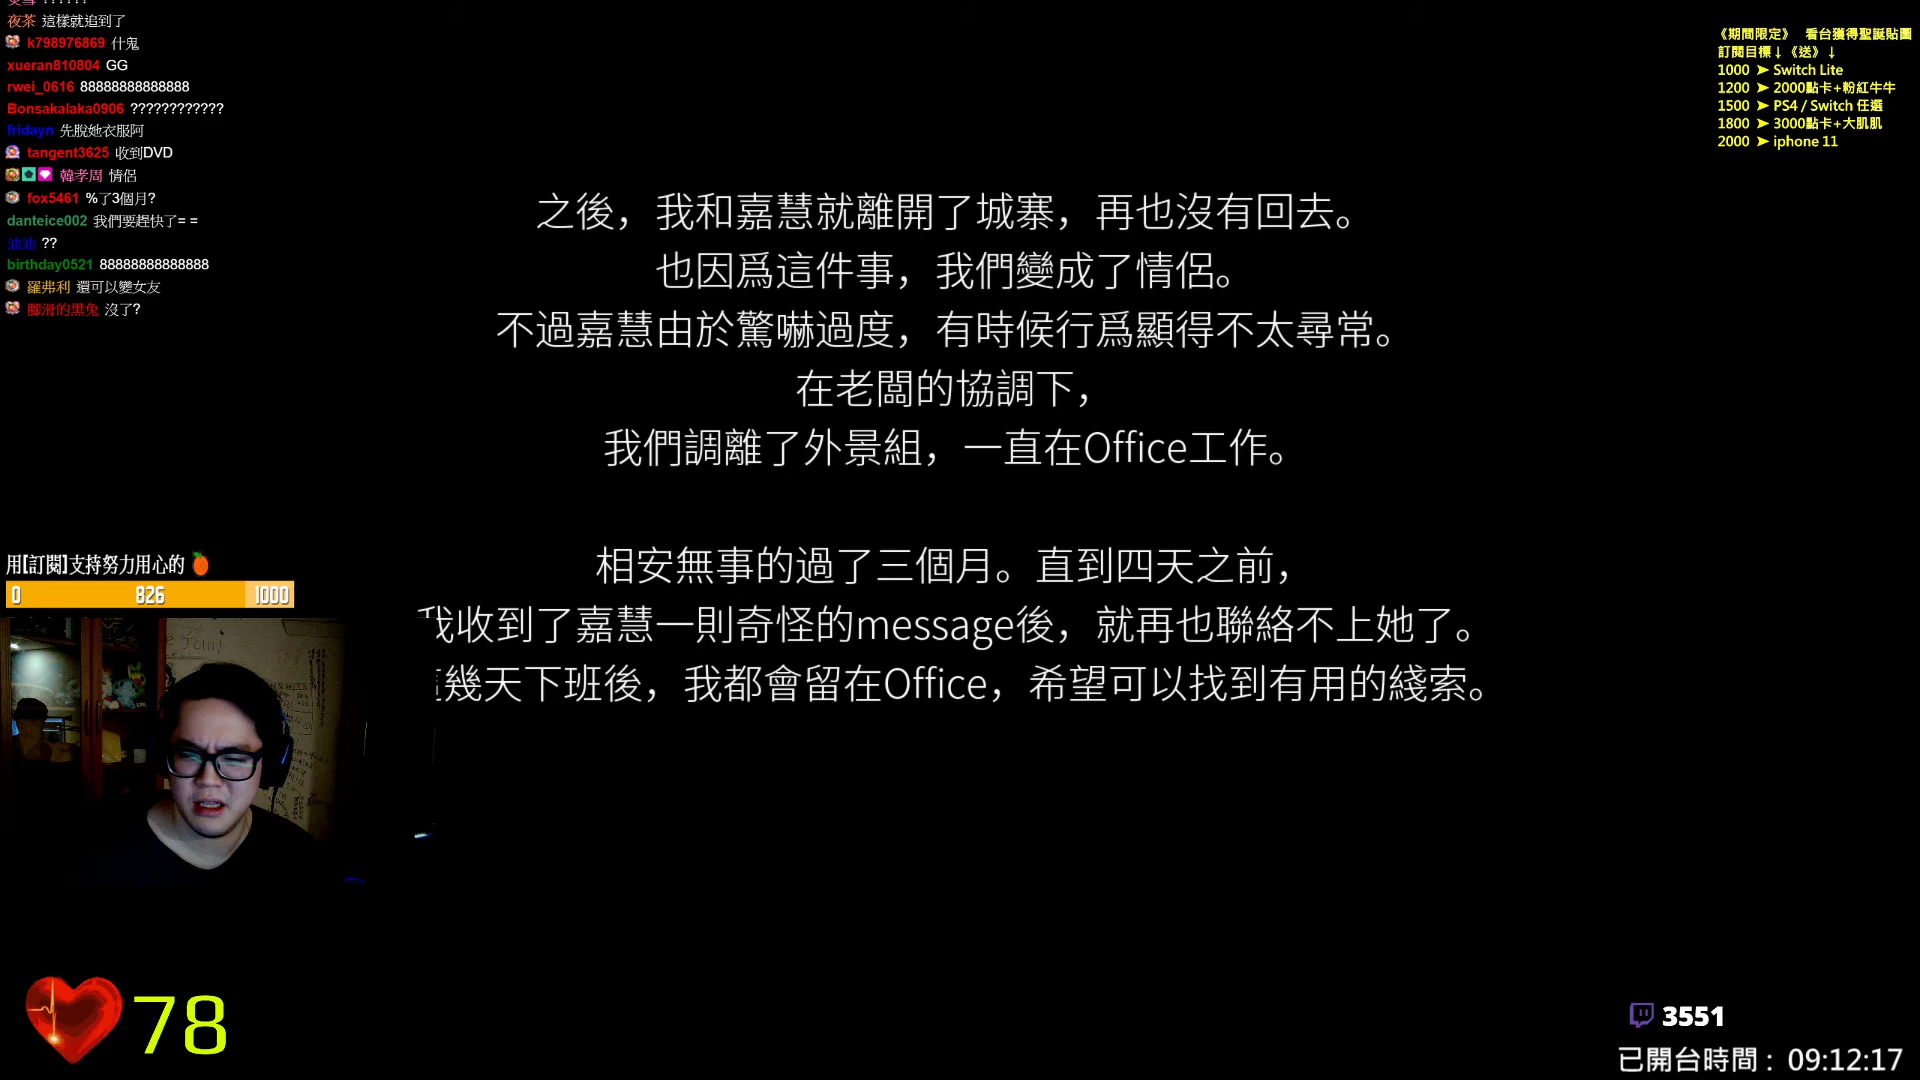 夜茶 這樣就追到了
k798976869 什鬼
xueran810804 GG
rwei_0616 88888888888888
Bonsakalaka0906 ????????????
fridayn 先脫她衣服阿
tangent3625 收到DVD
韓孝周 情侶
fox5461 %了3個月?
danteice002 我們要趕快了= =
油油 ??
birthday0521 88888888888888
羅弗利 還可以變女友
腳滑的黑兔 沒了?
《期間限定》 看台獲得聖誕貼圖
訂閱目標↓《送》↓
1000 ➤ Switch Lite
1200 ➤ 2000點卡+粉紅牛牛
1500 ➤ PS4 / Switch 任選
1800 ➤ 3000點卡+大肌肌
2000 ➤ iphone 11
之後，我和嘉慧就離開了城寨，再也沒有回去。
也因爲這件事，我們變成了情侶。
不過嘉慧由於驚嚇過度，有時候行爲顯得不太尋常。
在老闆的協調下，
我們調離了外景組，一直在Office工作。
相安無事的過了三個月。直到四天之前，
我收到了嘉慧一則奇怪的message後，就再也聯絡不上她了。
幾天下班後，我都會留在Office，希望可以找到有用的綫索。
用[訂閱]支持努力用心的
0 826 1000
78
3551
已開台時間 : 09:12:17